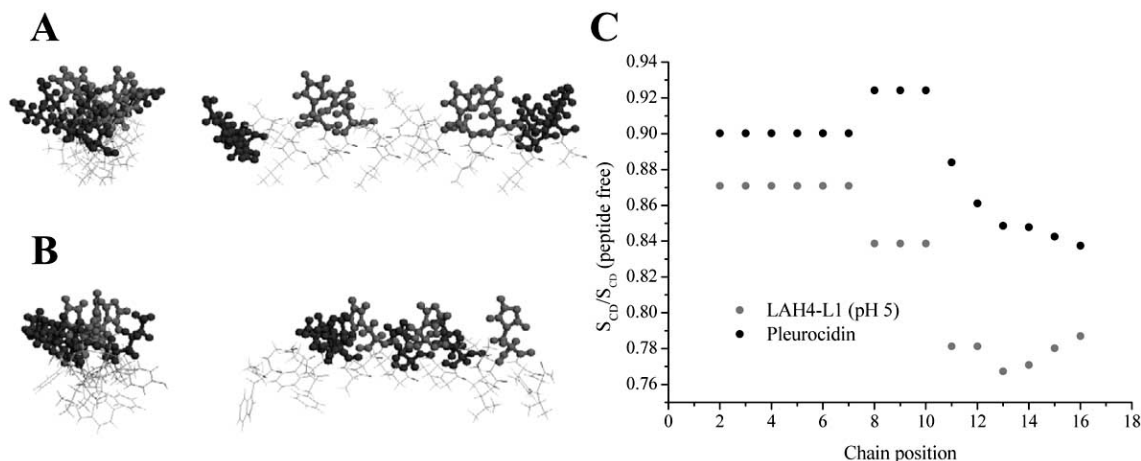 A
B
C
0.94
0.92
0.90
0.88
0.86
0.84
0.82
0.80
0.78
0.76
S_CD/S_CD (peptide free)
LAH4-L1 (pH 5)
Pleurocidin
0 2 4 6 8 10 12 14 16 18
Chain position